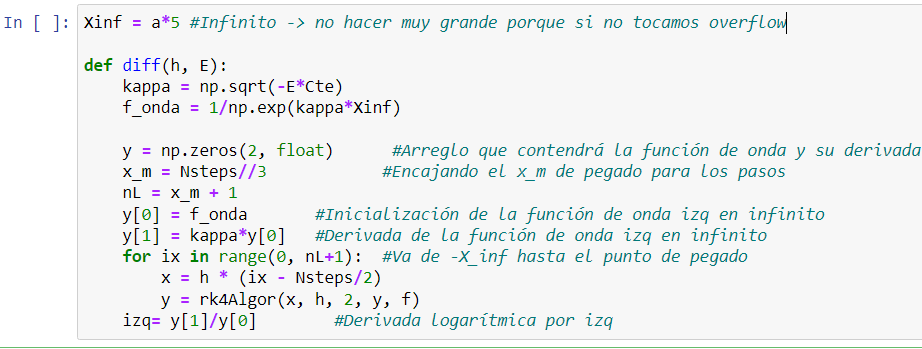 In [ ]: Xinf = a*5 #Infinito -> no hacer muy grande porque si no tocamos overflow
def diff(h, E):
    kappa = np.sqrt(-E*Cte)
    f_onda = 1/np.exp(kappa*Xinf)
    y = np.zeros(2, float)      #Arreglo que contendrá la función de onda y su derivada
    x_m = Nsteps//3               #Encajando el x_m de pegado para los pasos
    nL = x_m + 1
    y[0] = f_onda       #Inicialización de la función de onda izq en infinito
    y[1] = kappa*y[0]   #Derivada de la función de onda izq en infinito
    for ix in range(0, nL+1):  #Va de -X_inf hasta el punto de pegado
        x = h * (ix - Nsteps/2)
        y = rk4Algor(x, h, 2, y, f)
    izq= y[1]/y[0]        #Derivada logarítmica por izq